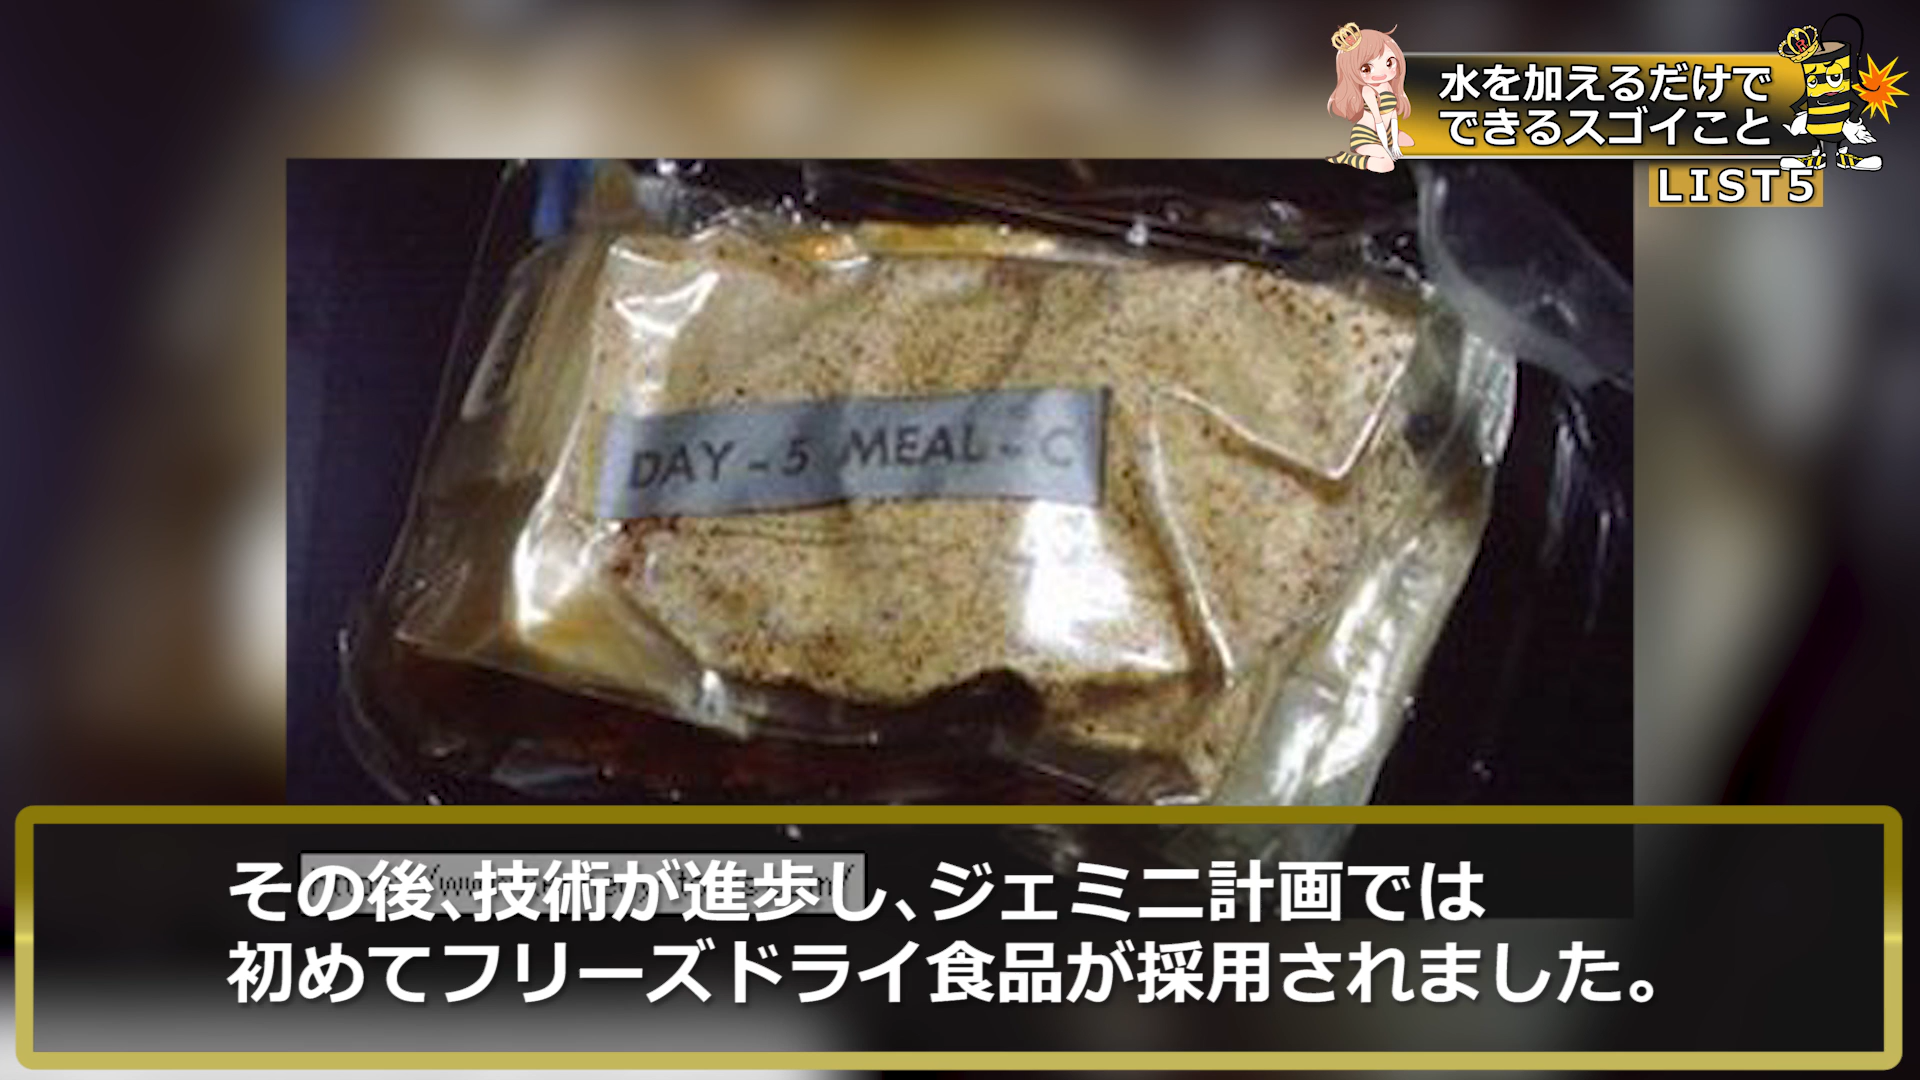 水を加えるだけで
できるスゴイこと
LIST5
DAY - 5 MEAL - C
その後、技術が進歩し、ジェミニ計画では
初めてフリーズドライ食品が採用されました。